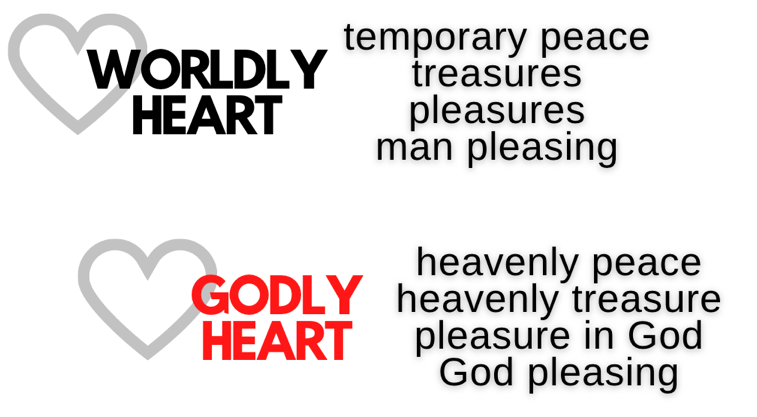 WORLDLY
HEART
temporary peace
treasures
pleasures
man pleasing
GODLY
HEART
heavenly peace
heavenly treasure
pleasure in God
God pleasing